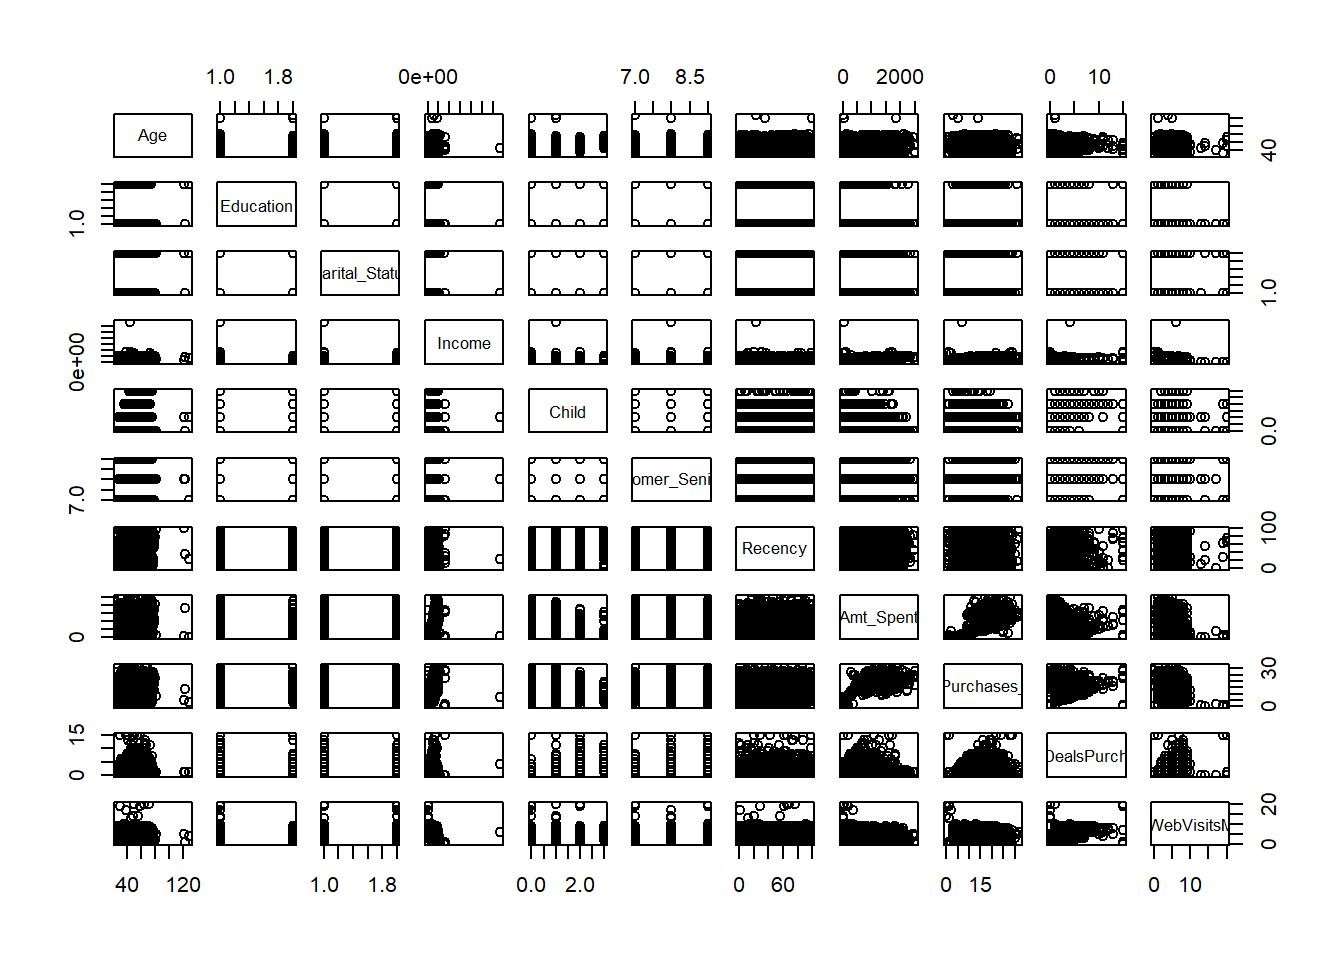 1.0 1.8 0e+00 7.0 8.5 0 2000 0 10
Age 40
1.0 Education
arital_Statu 1.0
0e+00 Income
Child 0.0
7.0 omer_Seni
Recency 0 100
0 Amt_Spent
Purchases_ 0 30
0 15 DealsPurch
WebVisitsM 0 20
40 120 1.0 1.8 0.0 2.0 0 60 0 15 0 10